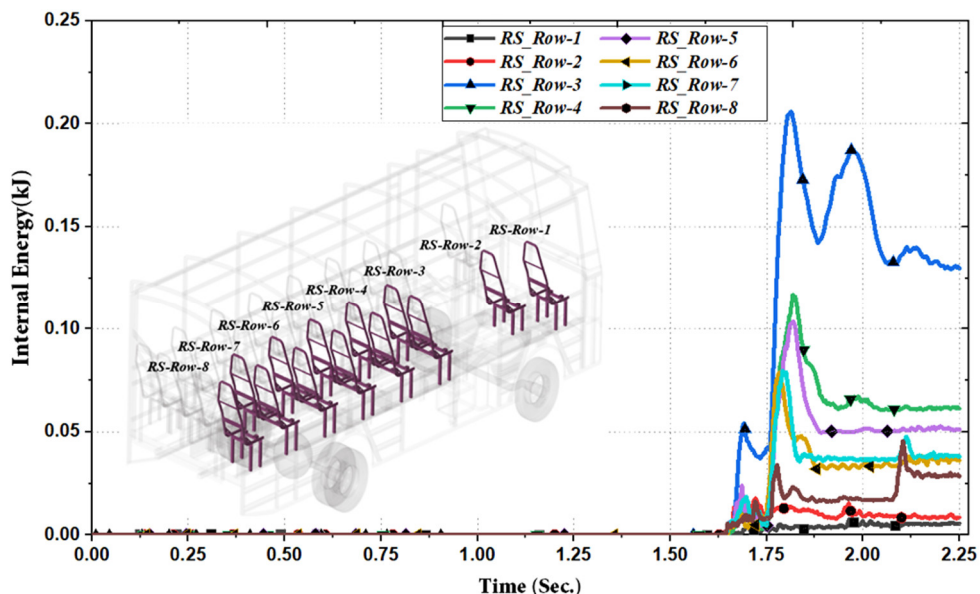 0.25
0.20
0.15
0.10
0.05
0.00
Internal Energy(kJ)
RS_Row-1
RS_Row-2
RS_Row-3
RS_Row-4
RS_Row-5
RS_Row-6
RS_Row-7
RS_Row-8
RS-Row-1
RS-Row-2
RS-Row-3
RS-Row-4
RS-Row-5
RS-Row-6
RS-Row-7
RS-Row-8
0.00 0.25 0.50 0.75 1.00 1.25 1.50 1.75 2.00 2.25
Time (Sec.)